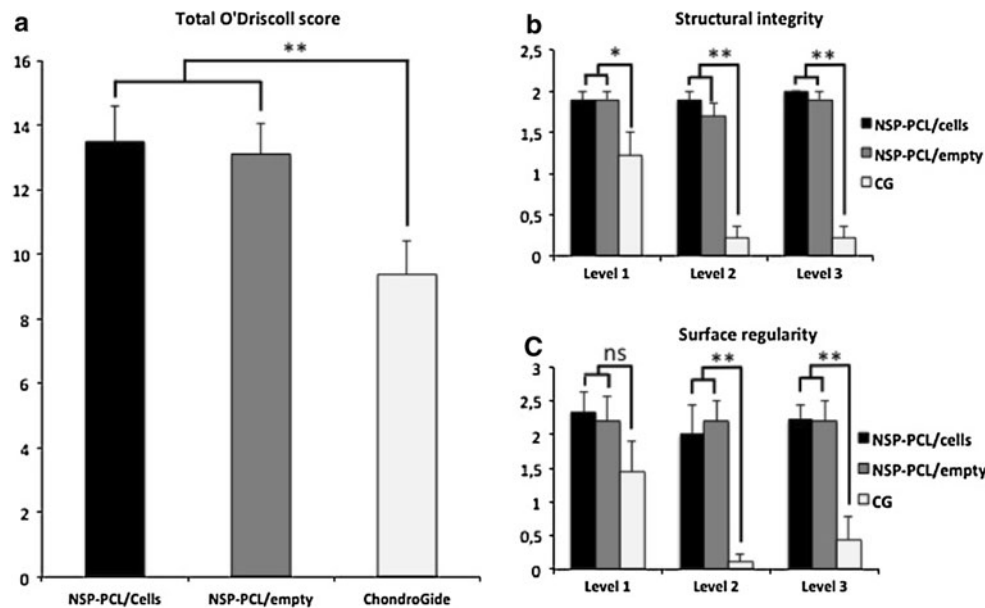 a
Total O'Driscoll score
16
14
12
10
8
6
4
2
0
**
NSP-PCL/Cells NSP-PCL/empty ChondroGide
b
Structural integrity
2,5
2
1,5
1
0,5
0
* ** **
Level 1 Level 2 Level 3
NSP-PCL/cells
NSP-PCL/empty
CG
C
Surface regularity
3
2,5
2
1,5
1
0,5
0
ns ** **
Level 1 Level 2 Level 3
NSP-PCL/cells
NSP-PCL/empty
CG